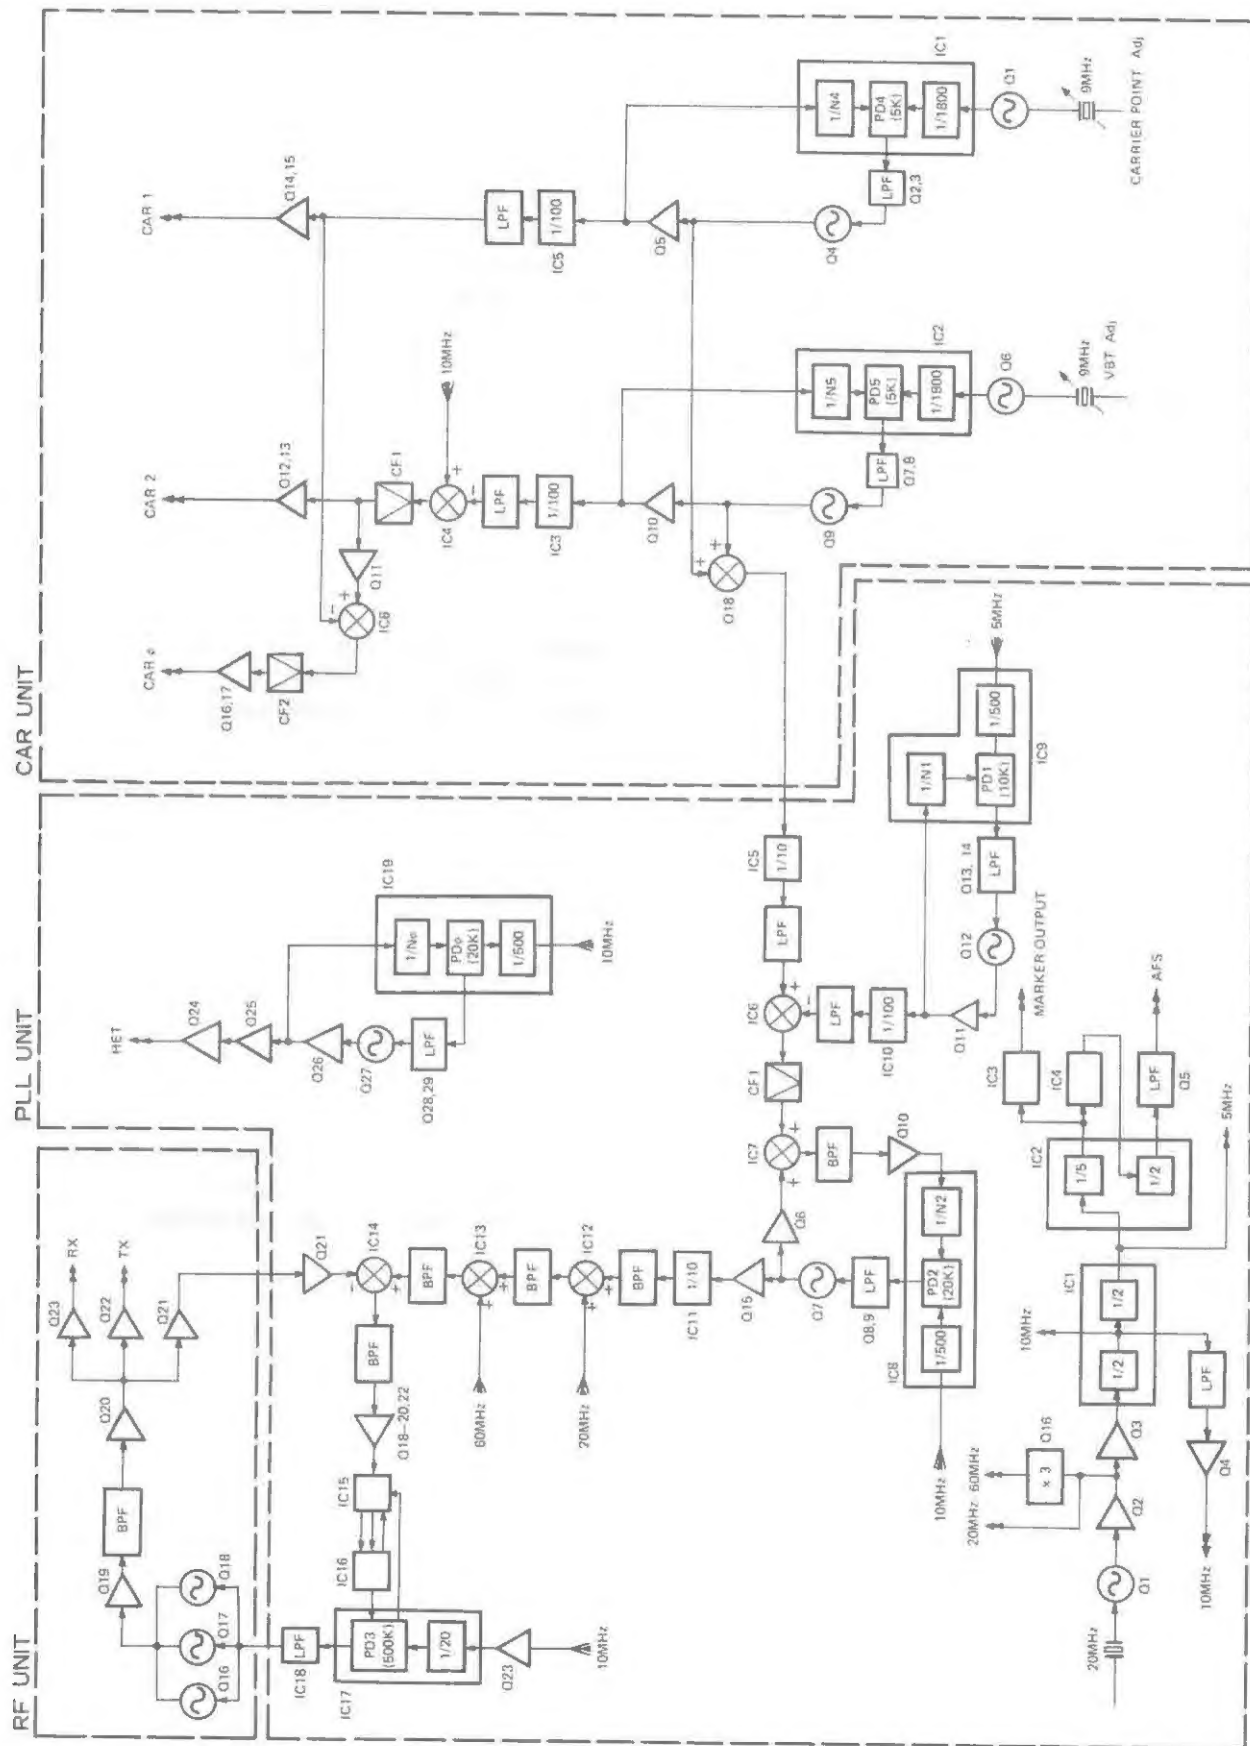 RF UNIT
PLL UNIT
CAR UNIT
Q16
Q17
Q18
Q19
BPF
Q20
Q23
RX
Q22
TX
Q21
HET
Q24
Q25
Q26
Q27
LPF
Q28,29
IC19
1/N⌀
PD⌀
(20K)
1/500
10MHz
Q21
IC14
+
-
BPF
Q18~20,22
IC15
IC16
IC17
PD3
(500K)
1/20
IC18
LPF
Q23
10MHz
BPF
IC13
+
+
60MHz
BPF
IC12
+
+
20MHz
BPF
1/10
IC11
Q15
Q6
Q7
LPF
Q8,9
IC8
1/N2
PD2
(20K)
1/500
10MHz
IC7
+
+
BPF
Q10
CF1
IC6
+
-
LPF
1/10
IC5
LPF
1/100
IC10
Q11
Q12
LPF
Q13, 14
1/N1
PD1
(10K)
1/500
IC9
5MHz
MARKER OUTPUT
IC3
IC4
AFS
LPF
Q5
IC2
1/5
1/2
5MHz
IC1
1/2
1/2
10MHz
LPF
Q4
10MHz
Q3
Q2
Q16
x 3
20MHz
60MHz
Q1
20MHz
CAR ⌀
Q16,17
CF2
IC6
-
+
Q11
CAR 2
Q12,13
CF1
IC4
+
-
10MHz
LPF
1/100
IC3
Q10
Q18
+
+
Q9
LPF
Q7,8
1/N5
PD5
(5K)
1/1800
IC2
Q6
9MHz
VBT Adj
CAR 1
Q14,15
LPF
1/100
IC5
Q5
Q4
LPF
Q2,3
1/N4
PD4
(5K)
1/1800
IC1
Q1
9MHz
CARRIER POINT Adj